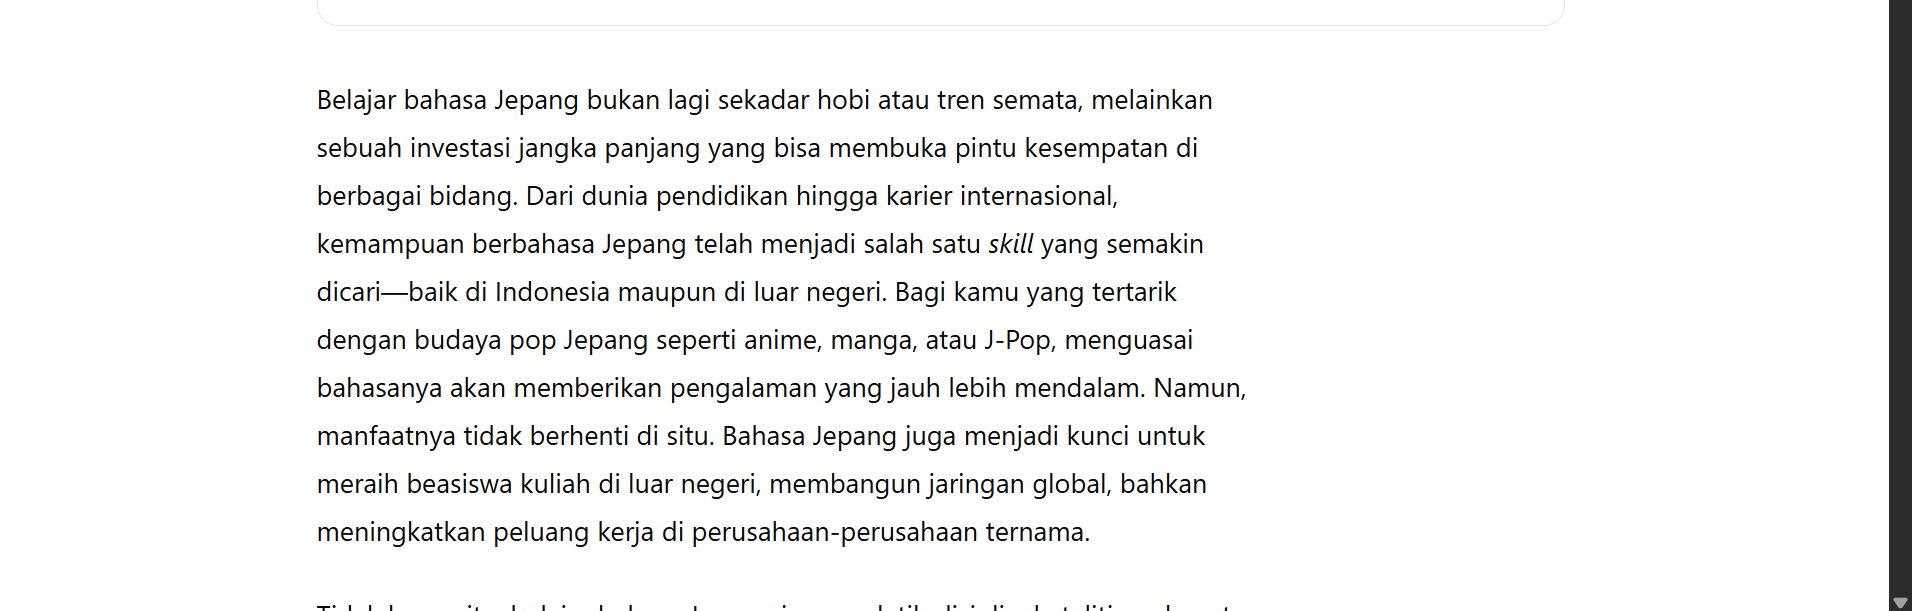 Belajar bahasa Jepang bukan lagi sekadar hobi atau tren semata, melainkan
sebuah investasi jangka panjang yang bisa membuka pintu kesempatan di
berbagai bidang. Dari dunia pendidikan hingga karier internasional,
kemampuan berbahasa Jepang telah menjadi salah satu skill yang semakin
dicari—baik di Indonesia maupun di luar negeri. Bagi kamu yang tertarik
dengan budaya pop Jepang seperti anime, manga, atau J-Pop, menguasai
bahasanya akan memberikan pengalaman yang jauh lebih mendalam. Namun,
manfaatnya tidak berhenti di situ. Bahasa Jepang juga menjadi kunci untuk
meraih beasiswa kuliah di luar negeri, membangun jaringan global, bahkan
meningkatkan peluang kerja di perusahaan-perusahaan ternama.